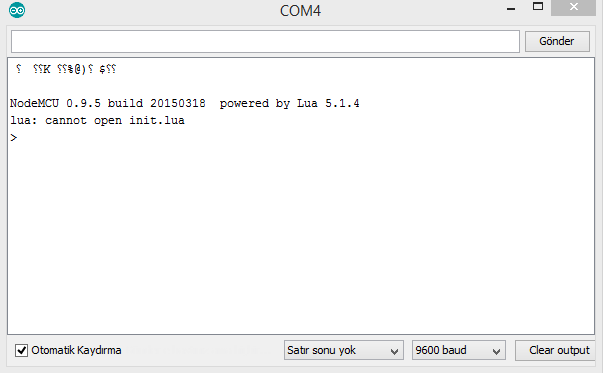 COM4
Gönder
⸮ ⸮⸮K ⸮⸮%@)⸮ $⸮⸮
NodeMCU 0.9.5 build 20150318  powered by Lua 5.1.4
lua: cannot open init.lua
>
Otomatik Kaydırma
Satır sonu yok
9600 baud
Clear output